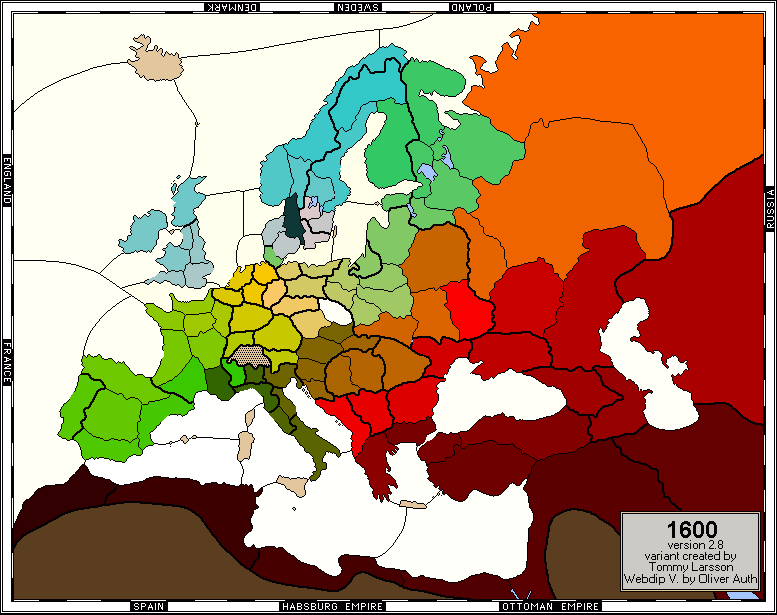 DENMARK SWEDEN POLAND
ENGLAND
RUSSIA
FRANCE
1600
version 2.8
variant created by
Tommy Larsson
Webdip V. by Oliver Auth
SPAIN HABSBURG EMPIRE OTTOMAN EMPIRE